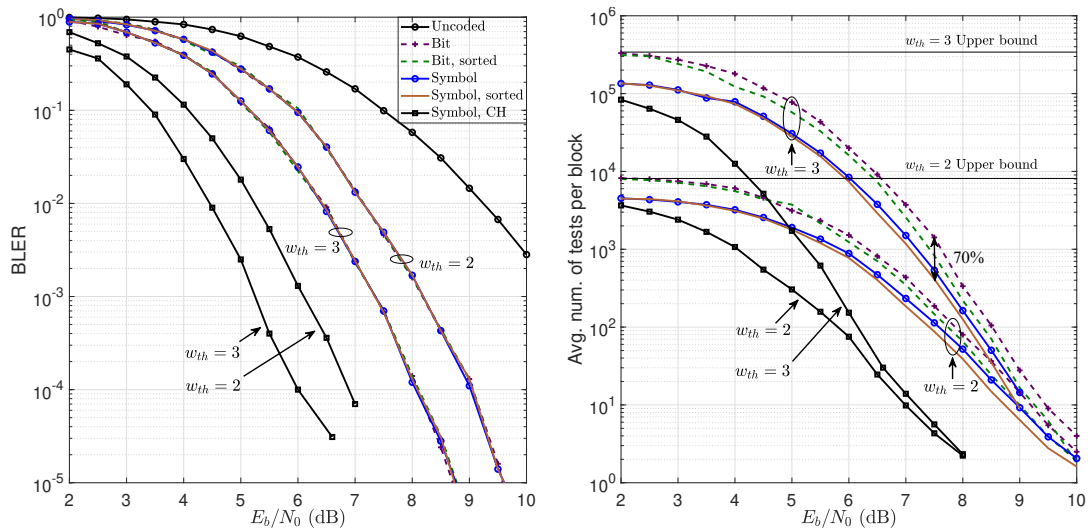 10^0
10^-1
10^-2
10^-3
10^-4
10^-5
BLER
2 3 4 5 6 7 8 9 10
E_b/N_0 (dB)
Uncoded
Bit
Bit, sorted
Symbol
Symbol, sorted
Symbol, CH
w_th = 3
w_th = 2
w_th = 3
w_th = 2
10^6
10^5
10^4
10^3
10^2
10^1
10^0
Avg. num. of tests per block
2 3 4 5 6 7 8 9 10
E_b/N_0 (dB)
w_th = 3 Upper bound
w_th = 3
w_th = 2 Upper bound
70%
w_th = 2
w_th = 3
w_th = 2